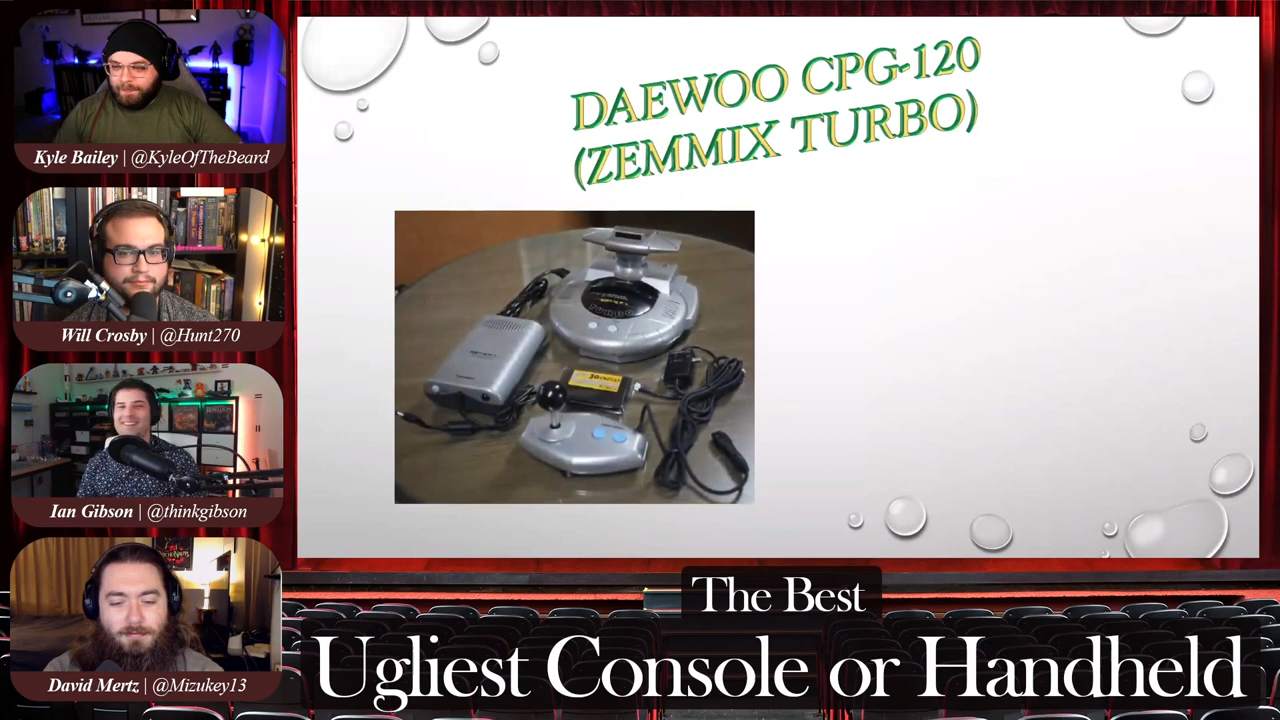 DAEWOO CPG-120
(ZEMMIX TURBO)
Kyle Bailey | @KyleOfTheBeard
Will Crosby | @Hunt270
Ian Gibson | @thinkgibson
David Mertz | @Mizukey13
The Best
Ugliest Console or Handheld